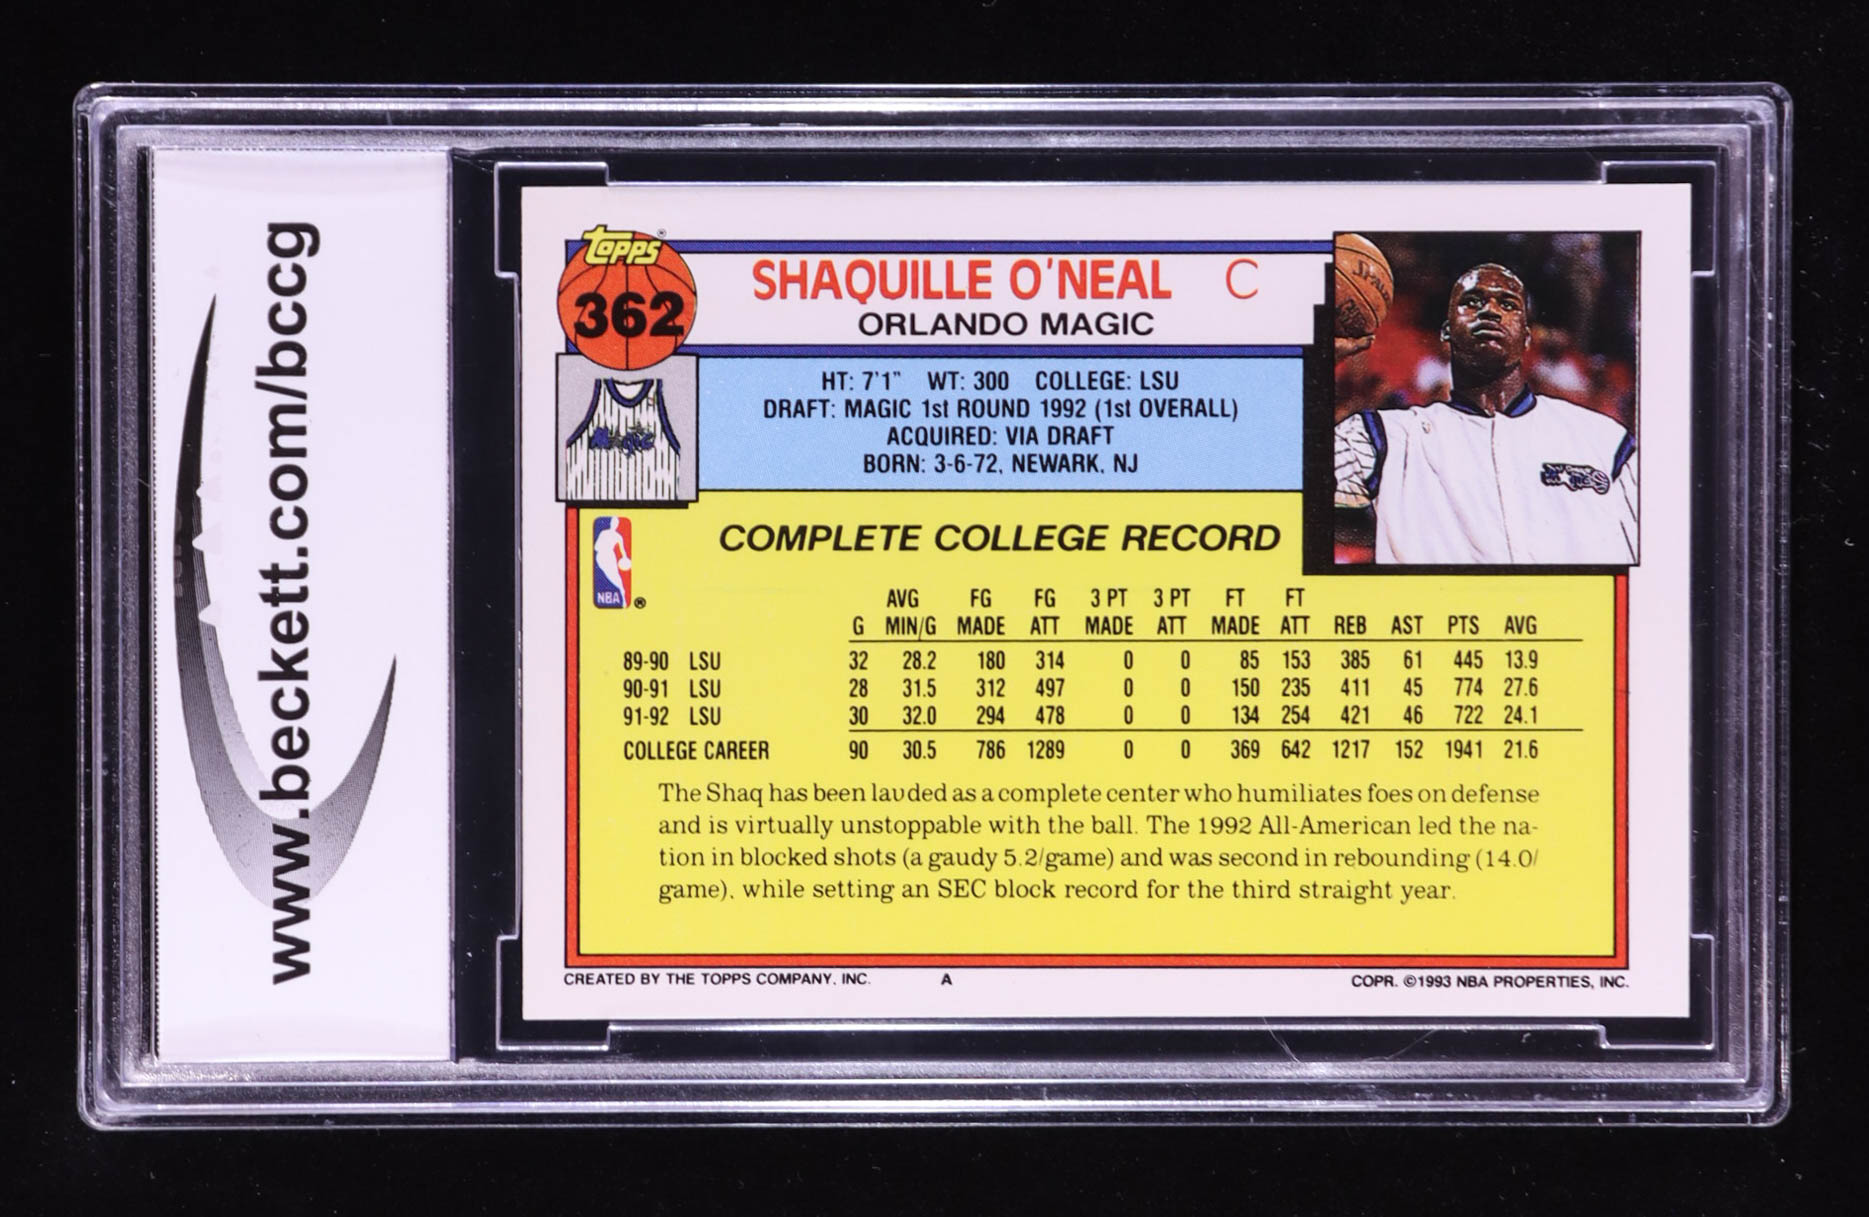 www.beckett.com/bccg
Topps ®
362
SHAQUILLE O'NEAL C
ORLANDO MAGIC
Magic
HT: 7'1" WT: 300 COLLEGE: LSU
DRAFT: MAGIC 1st ROUND 1992 (1st OVERALL)
ACQUIRED: VIA DRAFT
BORN: 3-6-72, NEWARK, NJ
SPALDING
Magic
NBA ®
COMPLETE COLLEGE RECORD
AVG FG FG 3 PT 3 PT FT FT
G MIN/G MADE ATT MADE ATT MADE ATT REB AST PTS AVG
89-90 LSU 32 28.2 180 314 0 0 85 153 385 61 445 13.9
90-91 LSU 28 31.5 312 497 0 0 150 235 411 45 774 27.6
91-92 LSU 30 32.0 294 478 0 0 134 254 421 46 722 24.1
COLLEGE CAREER 90 30.5 786 1289 0 0 369 642 1217 152 1941 21.6
The Shaq has been lauded as a complete center who humiliates foes on defense
and is virtually unstoppable with the ball. The 1992 All-American led the na-
tion in blocked shots (a gaudy 5.2/game) and was second in rebounding (14.0/
game), while setting an SEC block record for the third straight year.
CREATED BY THE TOPPS COMPANY, INC. A COPR. ©1993 NBA PROPERTIES, INC.